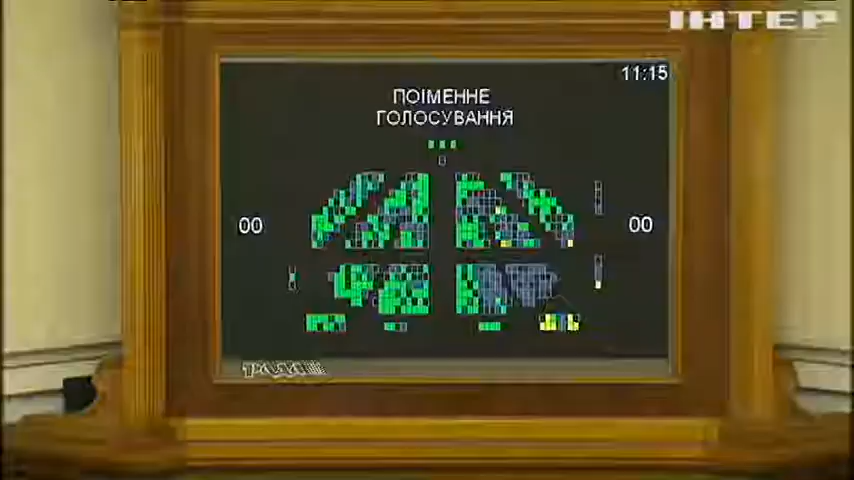 ІНТЕР
11:15
ПОІМЕННЕ
ГОЛОСУВАННЯ
00
00
РАДА